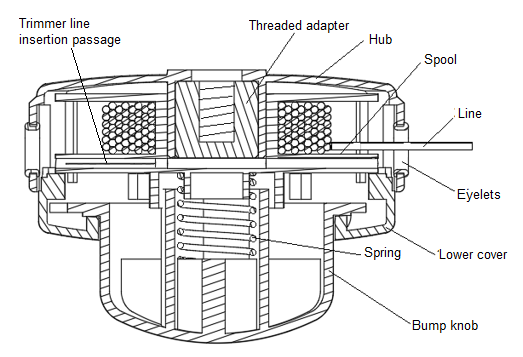 Trimmer line
insertion passage
Threaded adapter
Hub
Spool
Line
Eyelets
Lower cover
Spring
Bump knob